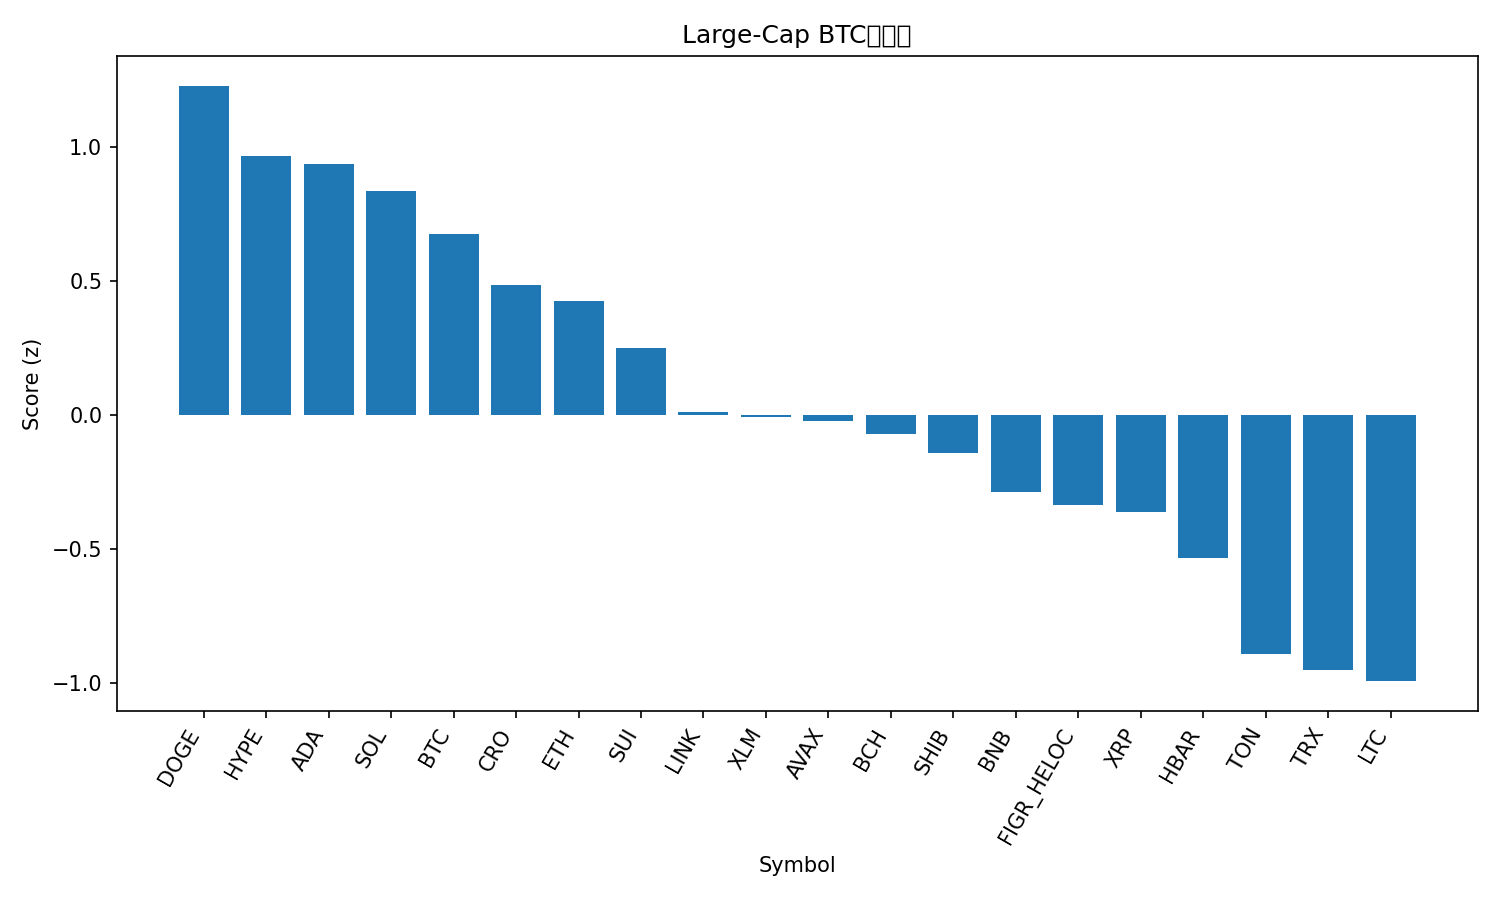 Large-Cap BTC
1.0
0.5
0.0
−0.5
−1.0
Score (z)
DOGE
HYPE
ADA
SOL
BTC
CRO
ETH
SUI
LINK
XLM
AVAX
BCH
SHIB
BNB
FIGR_HELOC
XRP
HBAR
TON
TRX
LTC
Symbol